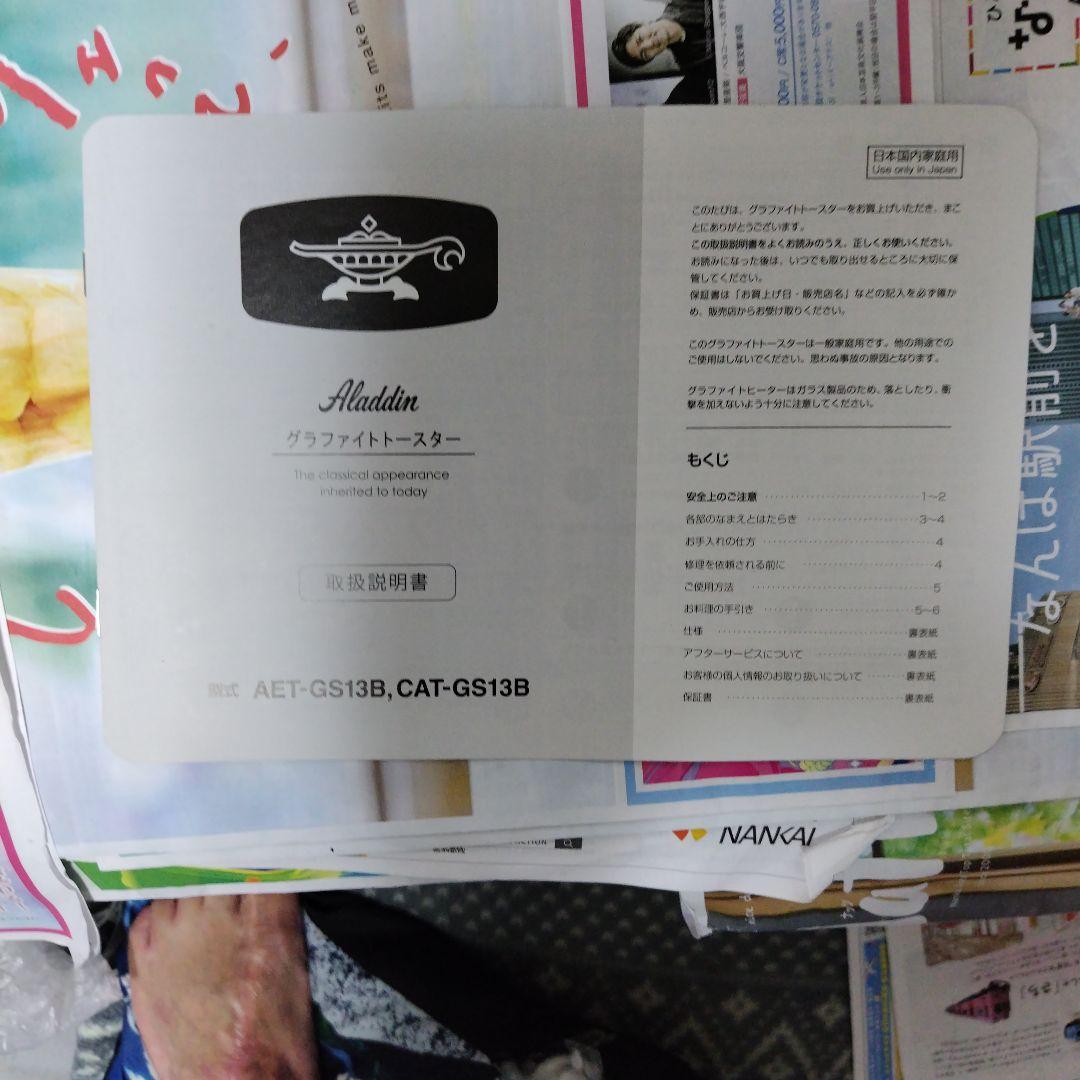 Aladdin
グラファイトトースター
The classical appearance
inherited to today
取扱説明書
型式 AET-GS13B, CAT-GS13B
日本国内家庭用
Use only in Japan
このたびは、グラファイトトースターをお買上げいただき、まこ
とにありがとうございます。
この取扱説明書をよくお読みのうえ、正しくお使いください。
お読みになった後は、いつでも取り出せるところに大切に保
管してください。
保証書は「お買上げ日・販売店名」などの記入を必ず確か
め、販売店からお受け取りください。
このグラファイトトースターは一般家庭用です。他の用途での
ご使用はしないでください。思わぬ事故の原因となります。
グラファイトヒーターはガラス製品のため、落としたり、衝
撃を加えないよう十分に注意してください。
もくじ
安全上のご注意 1~2
各部のなまえとはたらき 3~4
お手入れの仕方 4
修理を依頼される前に 4
ご使用方法 5
お料理の手引き 5~6
仕様 裏表紙
アフターサービスについて 裏表紙
お客様の個人情報のお取り扱いについて 裏表紙
保証書 裏表紙
NANKAI
なんば駅前と
its make m